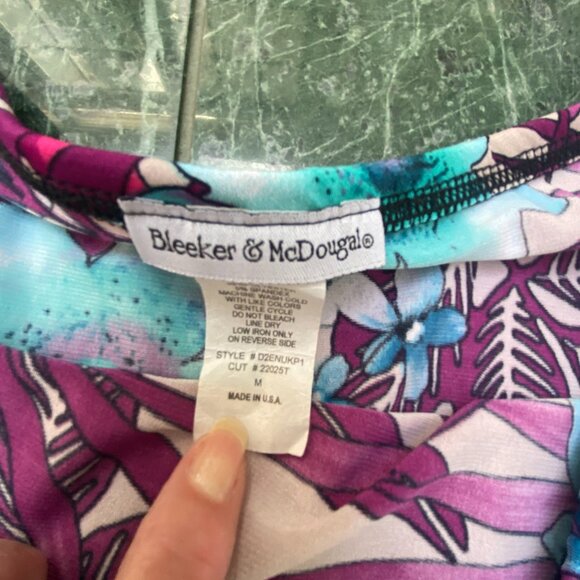 Bleeker & McDougal®
SPANDEX
MACHINE WASH COLD
WITH LIKE COLORS
GENTLE CYCLE
DO NOT BLEACH
LINE DRY
LOW IRON ONLY
ON REVERSE SIDE
STYLE # D2ENUKP1
CUT # 22025T
M
MADE IN U.S.A.